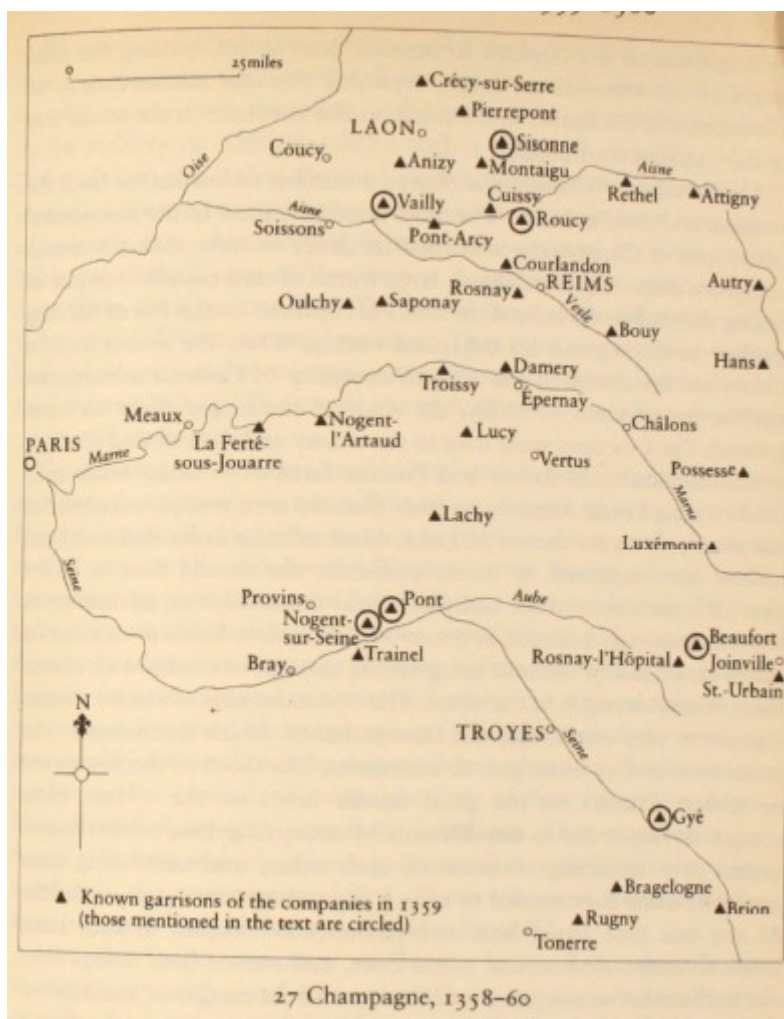 25 miles
Crécy-sur-Serre
Pierrepont
LAON
Sisonne
Coucy
Anizy
Montaigu
Oise
Aisne
Rethel
Attigny
Vailly
Cuissy
Roucy
Aisne
Soissons
Pont-Arcy
Courlandon
REIMS
Rosnay
Autry
Oulchy
Saponay
Vesle
Bouy
Hans
Troissy
Damery
Épernay
Meaux
La Ferté-
sous-Jouarre
Nogent-
l'Artaud
Lucy
Châlons
PARIS
Marne
Vertus
Possesse
Marne
Lachy
Luxémont
Seine
Provins
Pont
Aube
Nogent-
sur-Seine
Beaufort
Trainel
Rosnay-l'Hôpital
Joinville
Bray
St.-Urbain
N
TROYES
Seine
Gyé
Bragelogne
Brion
Rugny
Tonerre
Known garrisons of the companies in 1359
(those mentioned in the text are circled)
27 Champagne, 1358–60